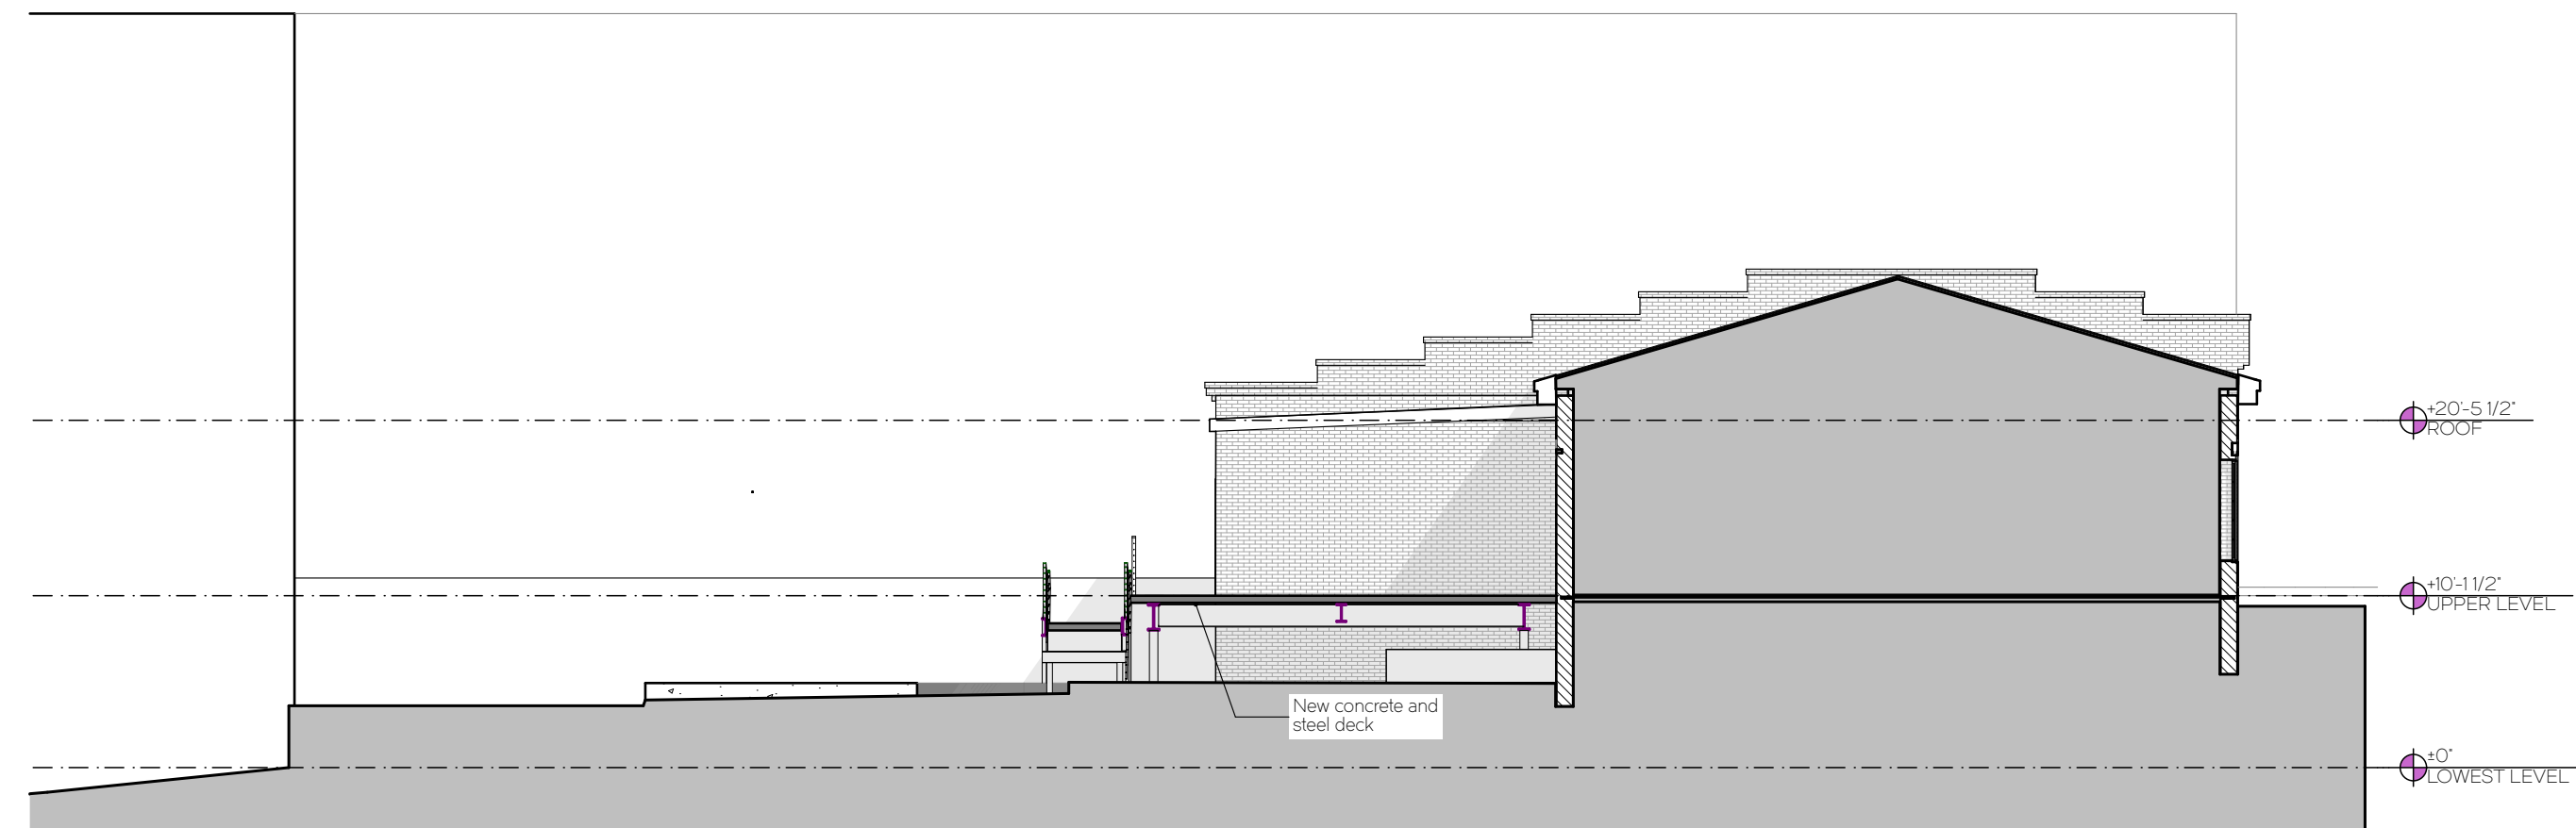 +20'-5 1/2"
ROOF
+10'-1 1/2"
UPPER LEVEL
New concrete and
steel deck
±0"
LOWEST LEVEL